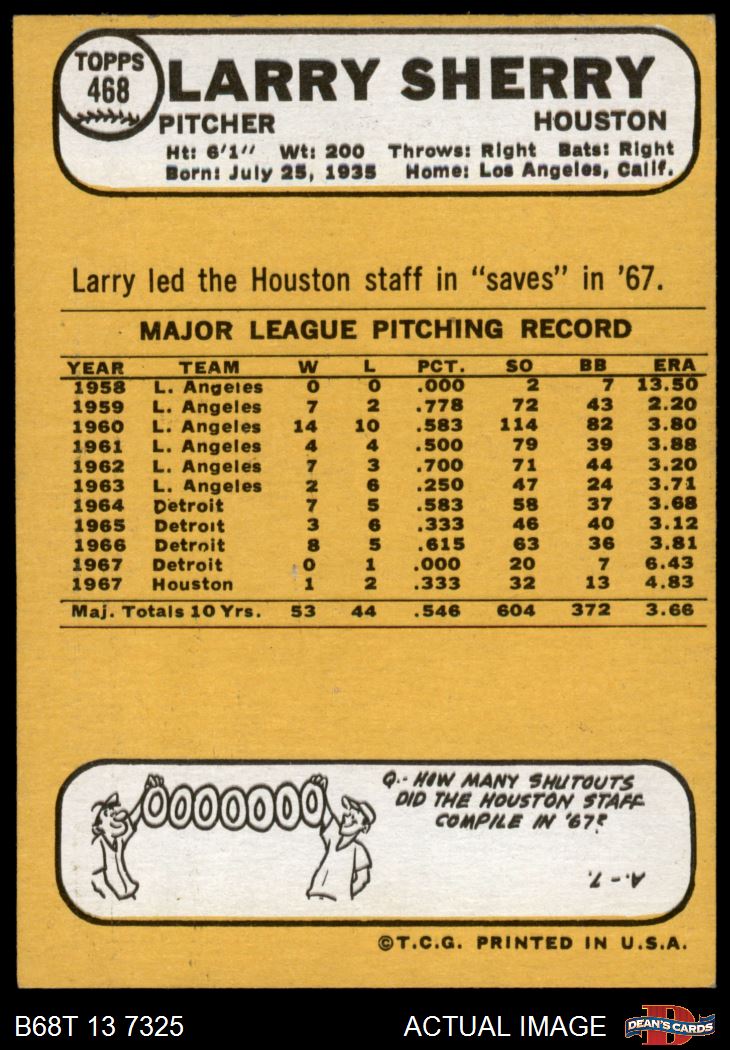 TOPPS
468
LARRY SHERRY
PITCHER HOUSTON
Ht: 6'1" Wt: 200 Throws: Right Bats: Right
Born: July 25, 1935 Home: Los Angeles, Calif.
Larry led the Houston staff in "saves" in '67.
MAJOR LEAGUE PITCHING RECORD
YEAR TEAM W L PCT. SO BB ERA
1958 L. Angeles 0 0 .000 2 7 13.50
1959 L. Angeles 7 2 .778 72 43 2.20
1960 L. Angeles 14 10 .583 114 82 3.80
1961 L. Angeles 4 4 .500 79 39 3.88
1962 L. Angeles 7 3 .700 71 44 3.20
1963 L. Angeles 2 6 .250 47 24 3.71
1964 Detroit 7 5 .583 58 37 3.68
1965 Detroit 3 6 .333 46 40 3.12
1966 Detroit 8 5 .615 63 36 3.81
1967 Detroit 0 1 .000 20 7 6.43
1967 Houston 1 2 .333 32 13 4.83
Maj. Totals 10 Yrs. 53 44 .546 604 372 3.66
0000000
Q.- HOW MANY SHUTOUTS
DID THE HOUSTON STAFF
COMPILE IN '67?
A.- 7.
©T.C.G. PRINTED IN U.S.A.
B68T 13 7325 ACTUAL IMAGE
D
DEAN'S CARDS